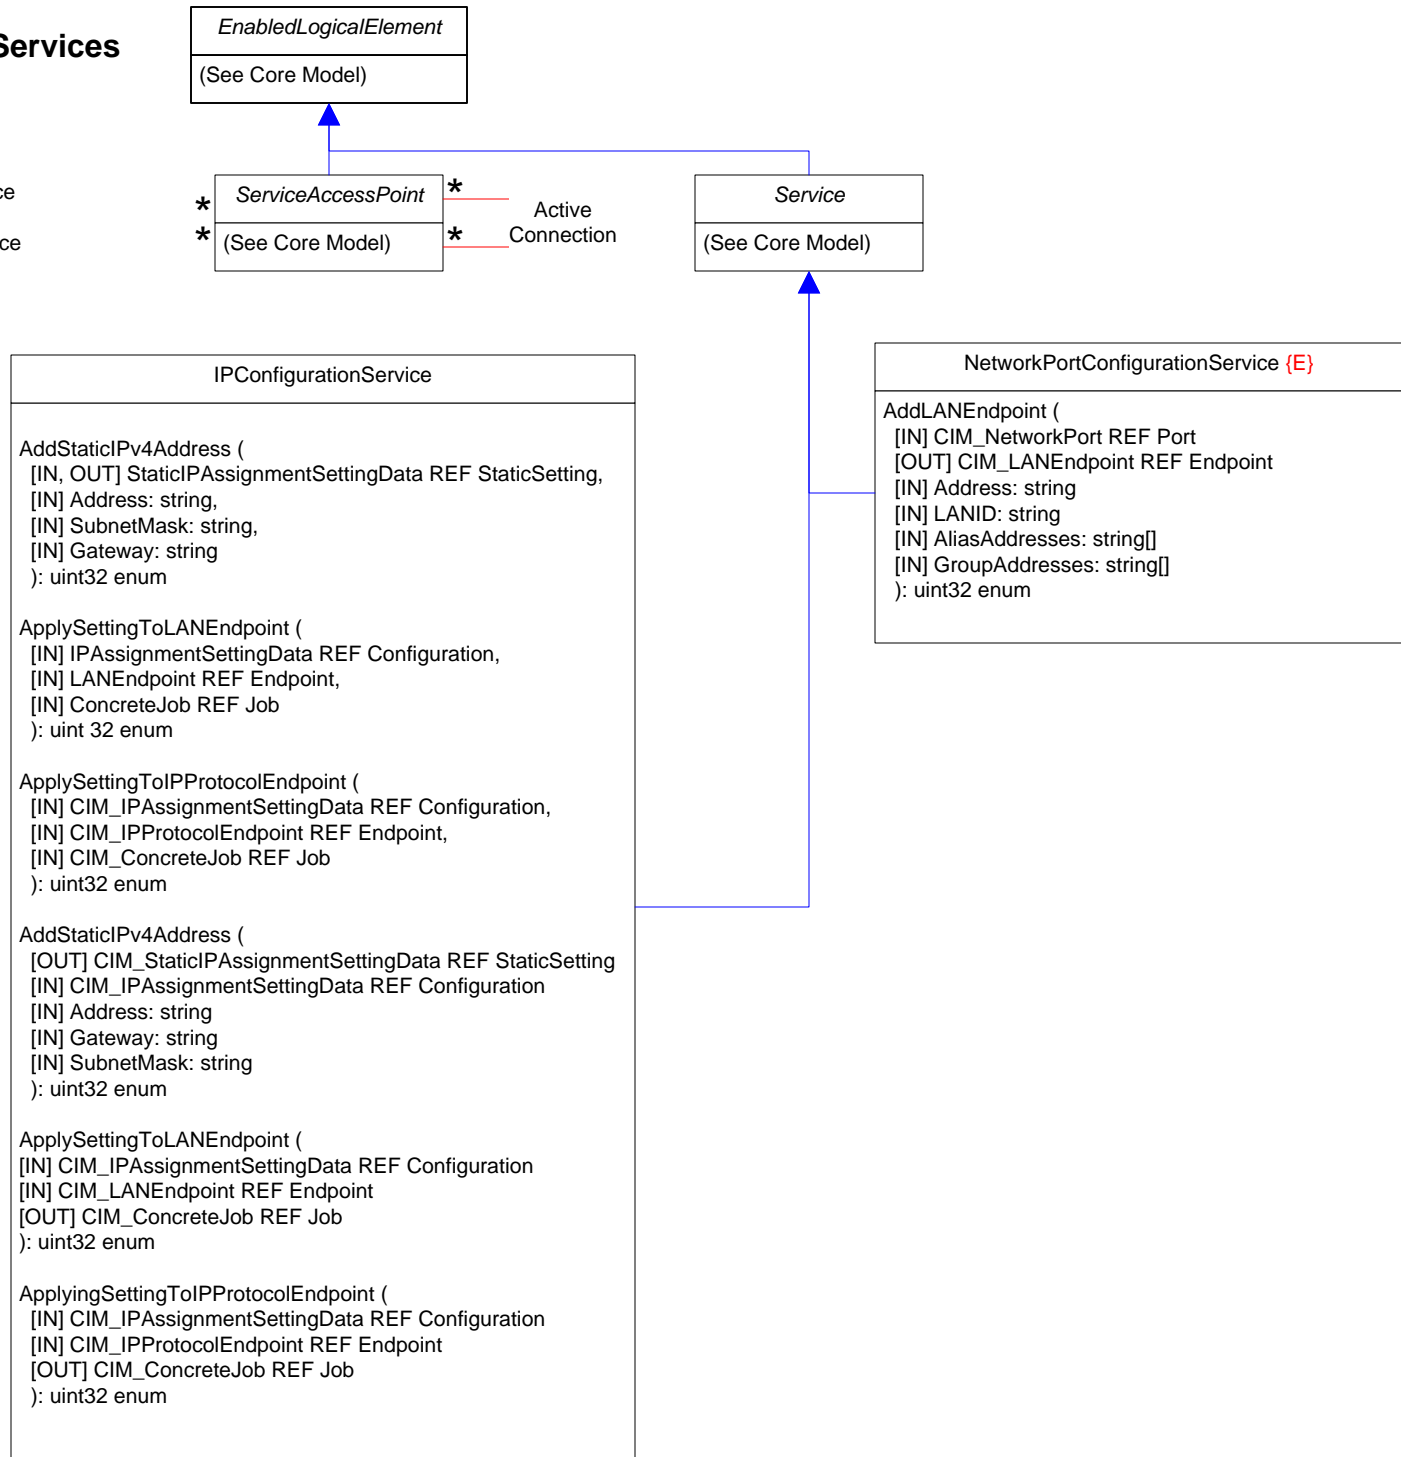 Services
EnabledLogicalElement
(See Core Model)
ce
ce
*
*
ServiceAccessPoint
(See Core Model)
*
*
Active
Connection
Service
(See Core Model)
IPConfigurationService
AddStaticIPv4Address (
[IN, OUT] StaticIPAssignmentSettingData REF StaticSetting,
[IN] Address: string,
[IN] SubnetMask: string,
[IN] Gateway: string
): uint32 enum
ApplySettingToLANEndpoint (
[IN] IPAssignmentSettingData REF Configuration,
[IN] LANEndpoint REF Endpoint,
[IN] ConcreteJob REF Job
): uint 32 enum
ApplySettingToIPProtocolEndpoint (
[IN] CIM_IPAssignmentSettingData REF Configuration,
[IN] CIM_IPProtocolEndpoint REF Endpoint,
[IN] CIM_ConcreteJob REF Job
): uint32 enum
AddStaticIPv4Address (
[OUT] CIM_StaticIPAssignmentSettingData REF StaticSetting
[IN] CIM_IPAssignmentSettingData REF Configuration
[IN] Address: string
[IN] Gateway: string
[IN] SubnetMask: string
): uint32 enum
ApplySettingToLANEndpoint (
[IN] CIM_IPAssignmentSettingData REF Configuration
[IN] CIM_LANEndpoint REF Endpoint
[OUT] CIM_ConcreteJob REF Job
): uint32 enum
ApplyingSettingToIPProtocolEndpoint (
[IN] CIM_IPAssignmentSettingData REF Configuration
[IN] CIM_IPProtocolEndpoint REF Endpoint
[OUT] CIM_ConcreteJob REF Job
): uint32 enum
NetworkPortConfigurationService {E}
AddLANEndpoint (
[IN] CIM_NetworkPort REF Port
[OUT] CIM_LANEndpoint REF Endpoint
[IN] Address: string
[IN] LANID: string
[IN] AliasAddresses: string[]
[IN] GroupAddresses: string[]
): uint32 enum